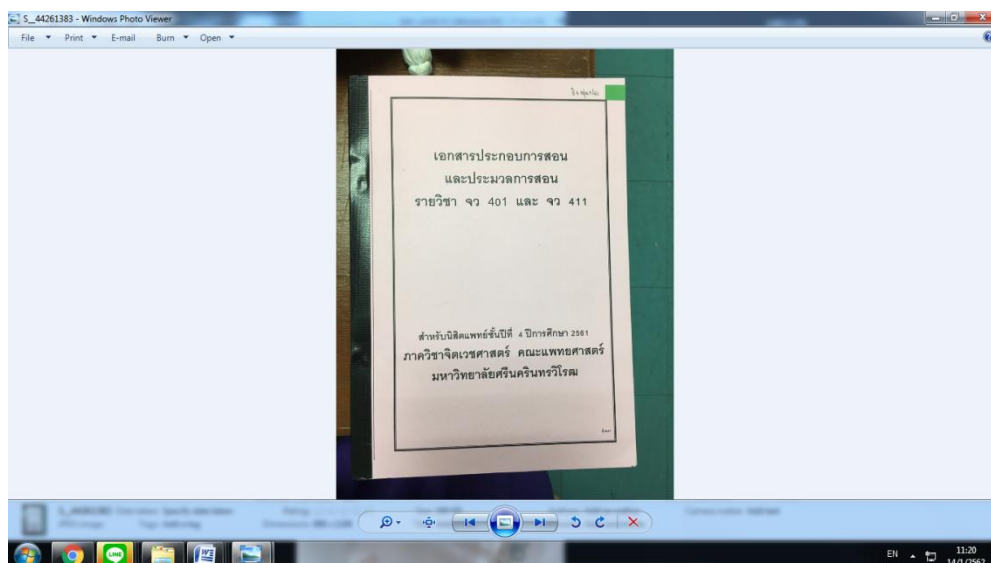 S_44261383 - Windows Photo Viewer
File Print E-mail Burn Open
เอกสารประกอบการสอน
และประมวลการสอน
รายวิชา จว 401 และ จว 411
สำหรับนิสิตแพทย์ชั้นปีที่ 4 ปีการศึกษา 2561
ภาควิชาจิตเวชศาสตร์ คณะแพทยศาสตร์
มหาวิทยาลัยศรีนครินทรวิโรฒ
LINE
W
EN
11:20
14/1/2562